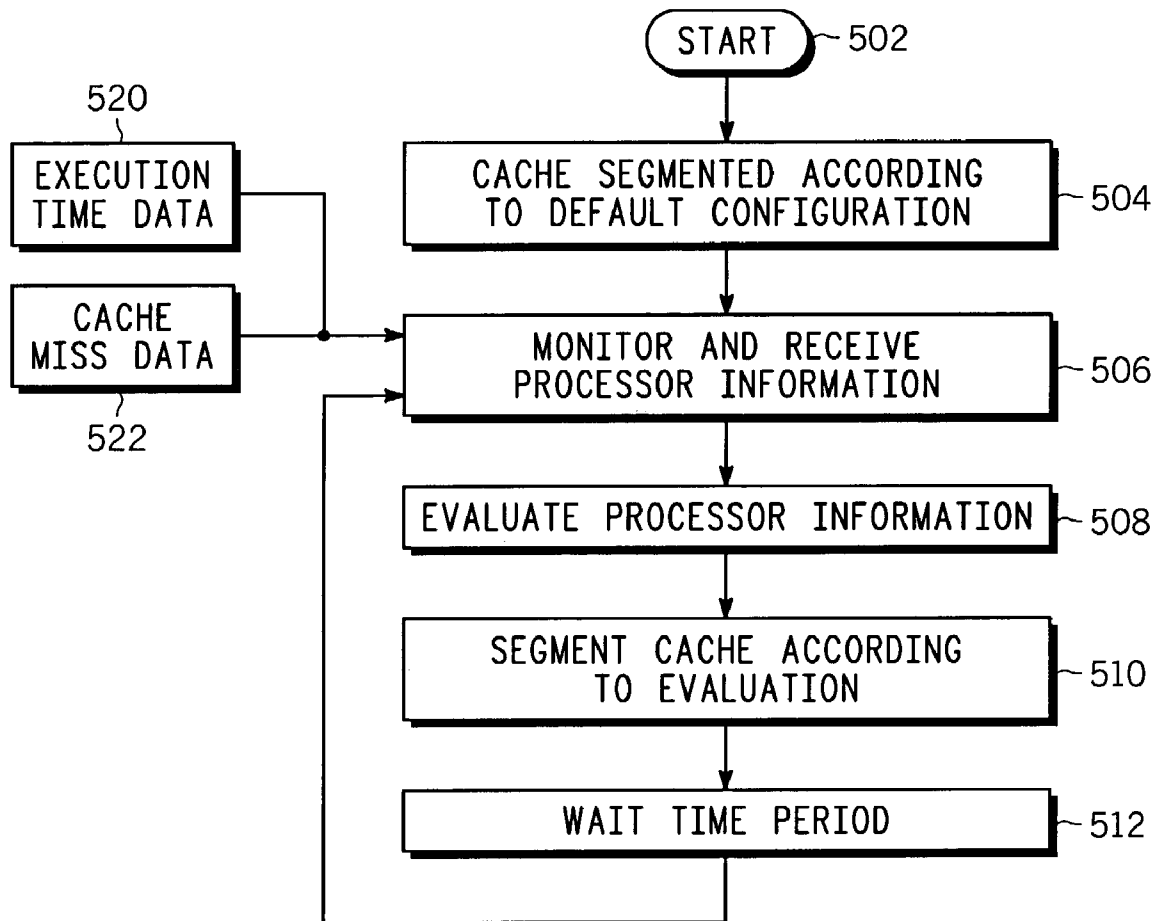 START
502
520
EXECUTION
TIME DATA
CACHE SEGMENTED ACCORDING
TO DEFAULT CONFIGURATION
504
CACHE
MISS DATA
522
MONITOR AND RECEIVE
PROCESSOR INFORMATION
506
EVALUATE PROCESSOR INFORMATION
508
SEGMENT CACHE ACCORDING
TO EVALUATION
510
WAIT TIME PERIOD
512